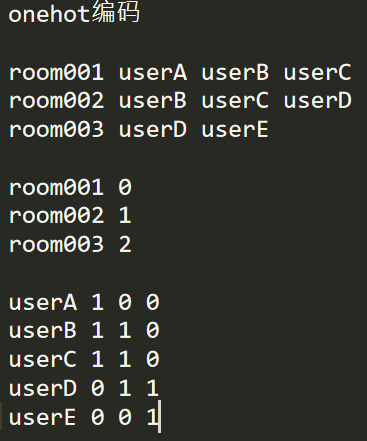 onehot编码
room001 userA userB userC
room002 userB userC userD
room003 userD userE
room001 0
room002 1
room003 2
userA 1 0 0
userB 1 1 0
userC 1 1 0
userD 0 1 1
userE 0 0 1